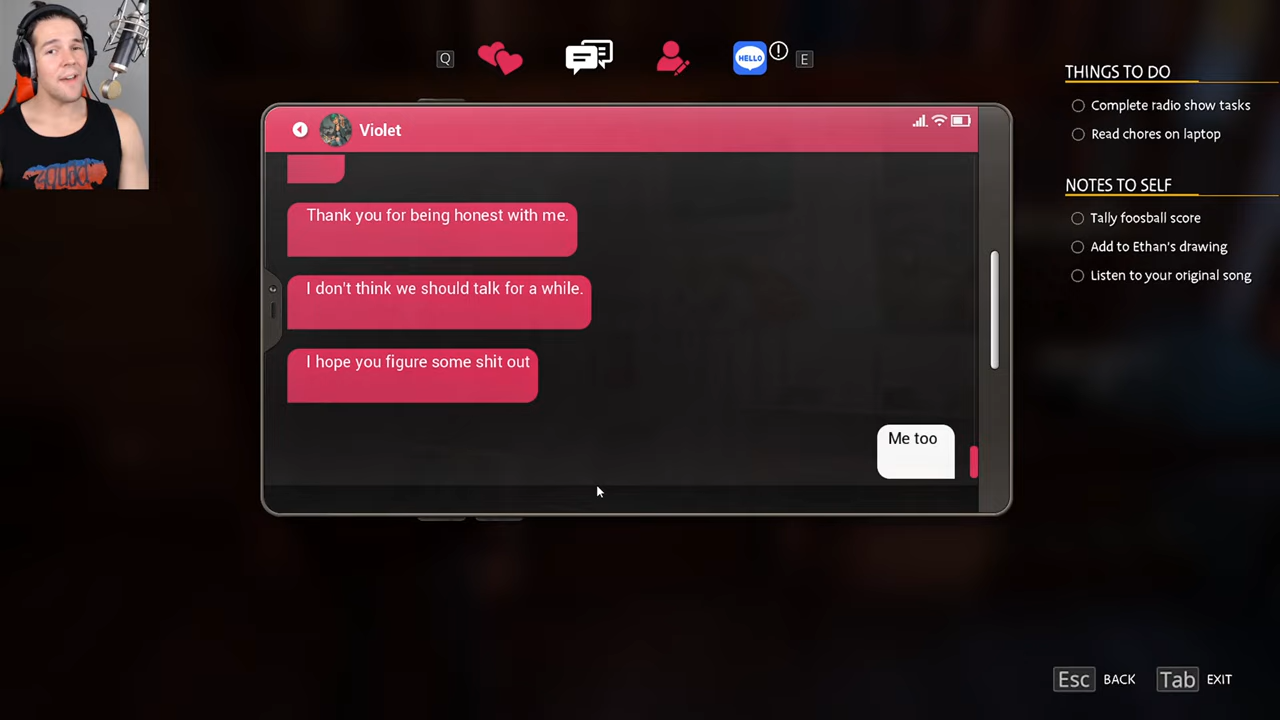 Q
HELLO
!
E
THINGS TO DO
Complete radio show tasks
Read chores on laptop
NOTES TO SELF
Tally foosball score
Add to Ethan's drawing
Listen to your original song
Violet
Thank you for being honest with me.
I don't think we should talk for a while.
I hope you figure some shit out
Me too
Esc BACK
Tab EXIT